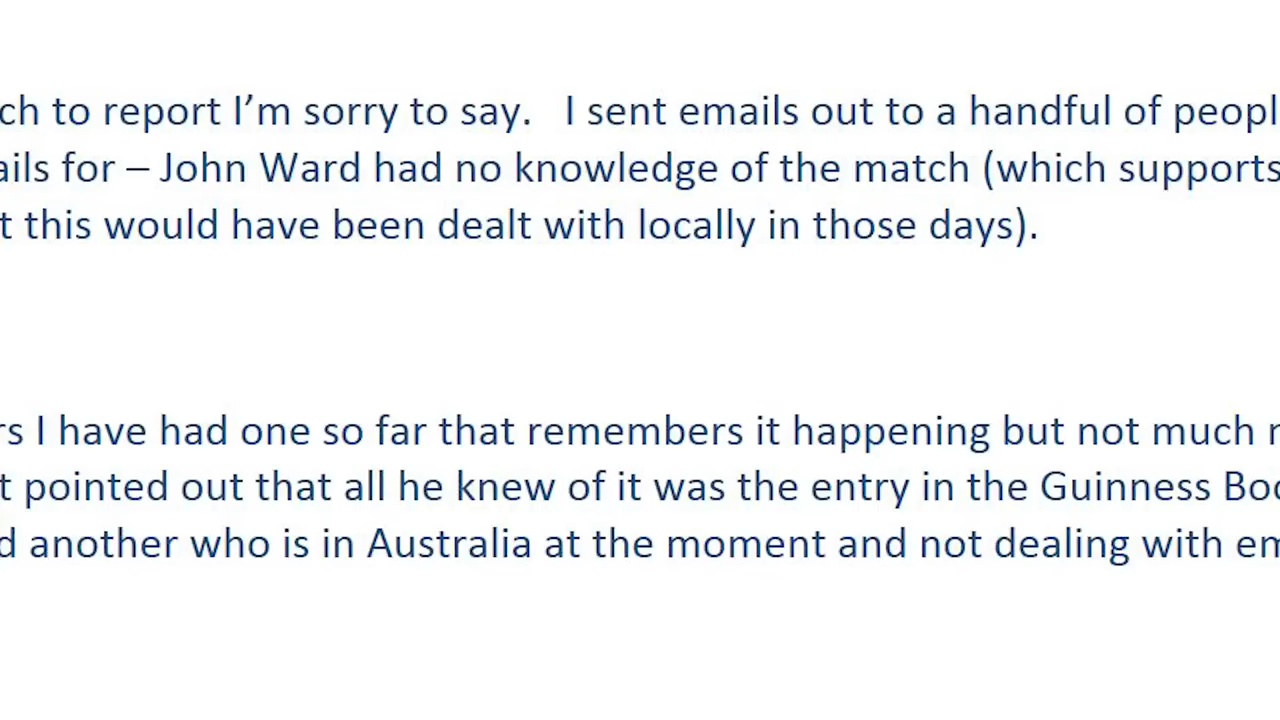 ch to report I'm sorry to say.   I sent emails out to a handful of peopl
ails for – John Ward had no knowledge of the match (which supports
t this would have been dealt with locally in those days).
rs I have had one so far that remembers it happening but not much
t pointed out that all he knew of it was the entry in the Guinness Boo
d another who is in Australia at the moment and not dealing with em